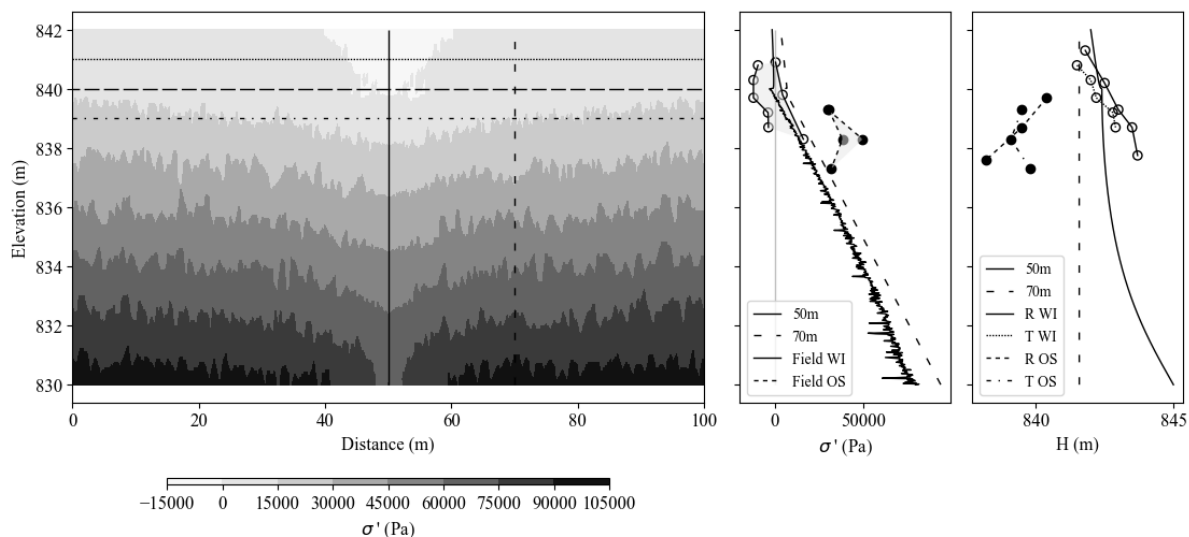 842
840
838
836
834
832
830
Elevation (m)
0 20 40 60 80 100
Distance (m)
−15000 0 15000 30000 45000 60000 75000 90000 105000
σ' (Pa)
50m
70m
Field WI
Field OS
0 50000
σ' (Pa)
50m
70m
R WI
T WI
R OS
T OS
840 845
H (m)